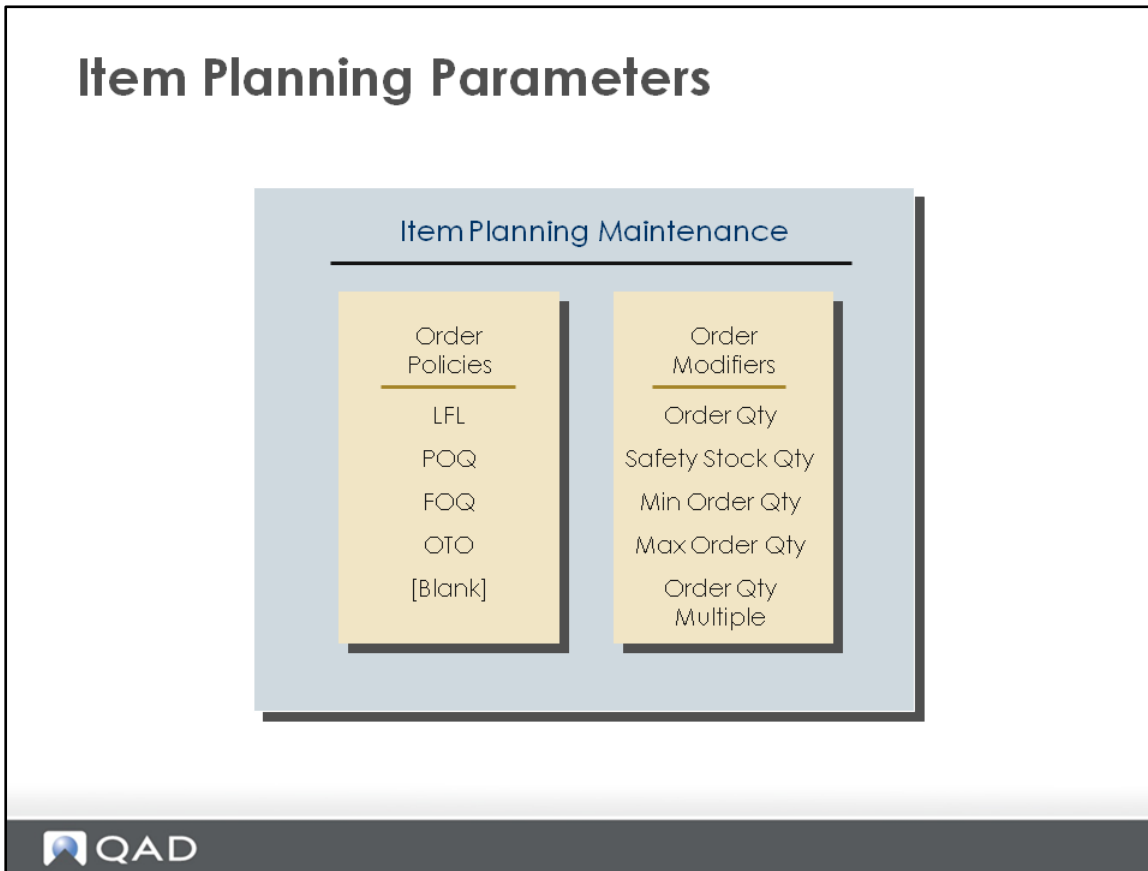 Item Planning Parameters
Item Planning Maintenance
Order
Policies
LFL
POQ
FOQ
OTO
[Blank]
Order
Modifiers
Order Qty
Safety Stock Qty
Min Order Qty
Max Order Qty
Order Qty
Multiple
QAD